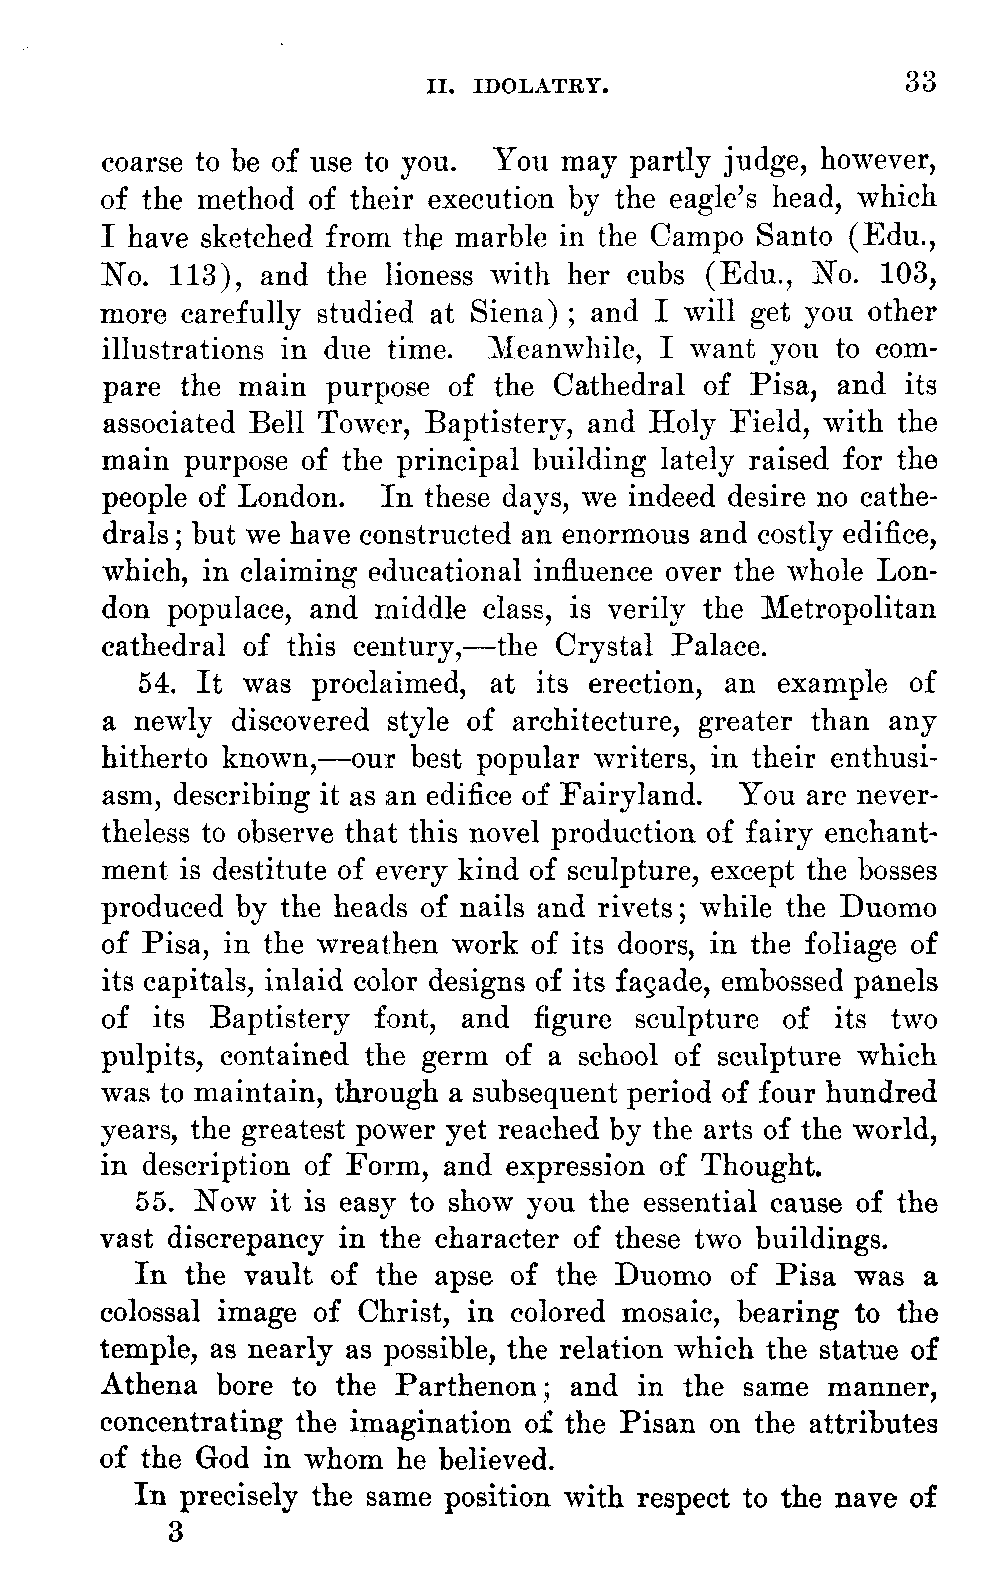 II. IDOLATRY. 33
coarse to be of use to you. You may partly judge, however,
of the method of their execution by the eagle's head, which
I have sketched from the marble in the Campo Santo (Edu.,
No. 113), and the lioness with her cubs (Edu., No. 103,
more carefully studied at Siena) ; and I will get you other
illustrations in due time. Meanwhile, I want you to com-
pare the main purpose of the Cathedral of Pisa, and its
associated Bell Tower, Baptistery, and Holy Field, with the
main purpose of the principal building lately raised for the
people of London. In these days, we indeed desire no cathe-
drals; but we have constructed an enormous and costly edifice,
which, in claiming educational influence over the whole Lon-
don populace, and middle class, is verily the Metropolitan
cathedral of this century,—the Crystal Palace.
54. It was proclaimed, at its erection, an example of
a newly discovered style of architecture, greater than any
hitherto known,—our best popular writers, in their enthusi-
asm, describing it as an edifice of Fairyland. You are never-
theless to observe that this novel production of fairy enchant-
ment is destitute of every kind of sculpture, except the bosses
produced by the heads of nails and rivets; while the Duomo
of Pisa, in the wreathen work of its doors, in the foliage of
its capitals, inlaid color designs of its façade, embossed panels
of its Baptistery font, and figure sculpture of its two
pulpits, contained the germ of a school of sculpture which
was to maintain, through a subsequent period of four hundred
years, the greatest power yet reached by the arts of the world,
in description of Form, and expression of Thought.
55. Now it is easy to show you the essential cause of the
vast discrepancy in the character of these two buildings.
In the vault of the apse of the Duomo of Pisa was a
colossal image of Christ, in colored mosaic, bearing to the
temple, as nearly as possible, the relation which the statue of
Athena bore to the Parthenon; and in the same manner,
concentrating the imagination of the Pisan on the attributes
of the God in whom he believed.
In precisely the same position with respect to the nave of
3